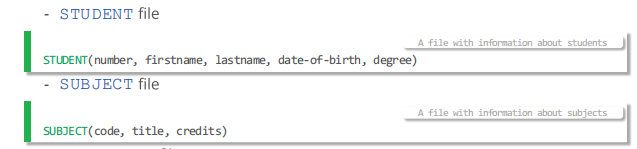 - STUDENT file
A file with information about students
STUDENT(number, firstname, lastname, date-of-birth, degree)
- SUBJECT file
A file with information about subjects
SUBJECT(code, title, credits)